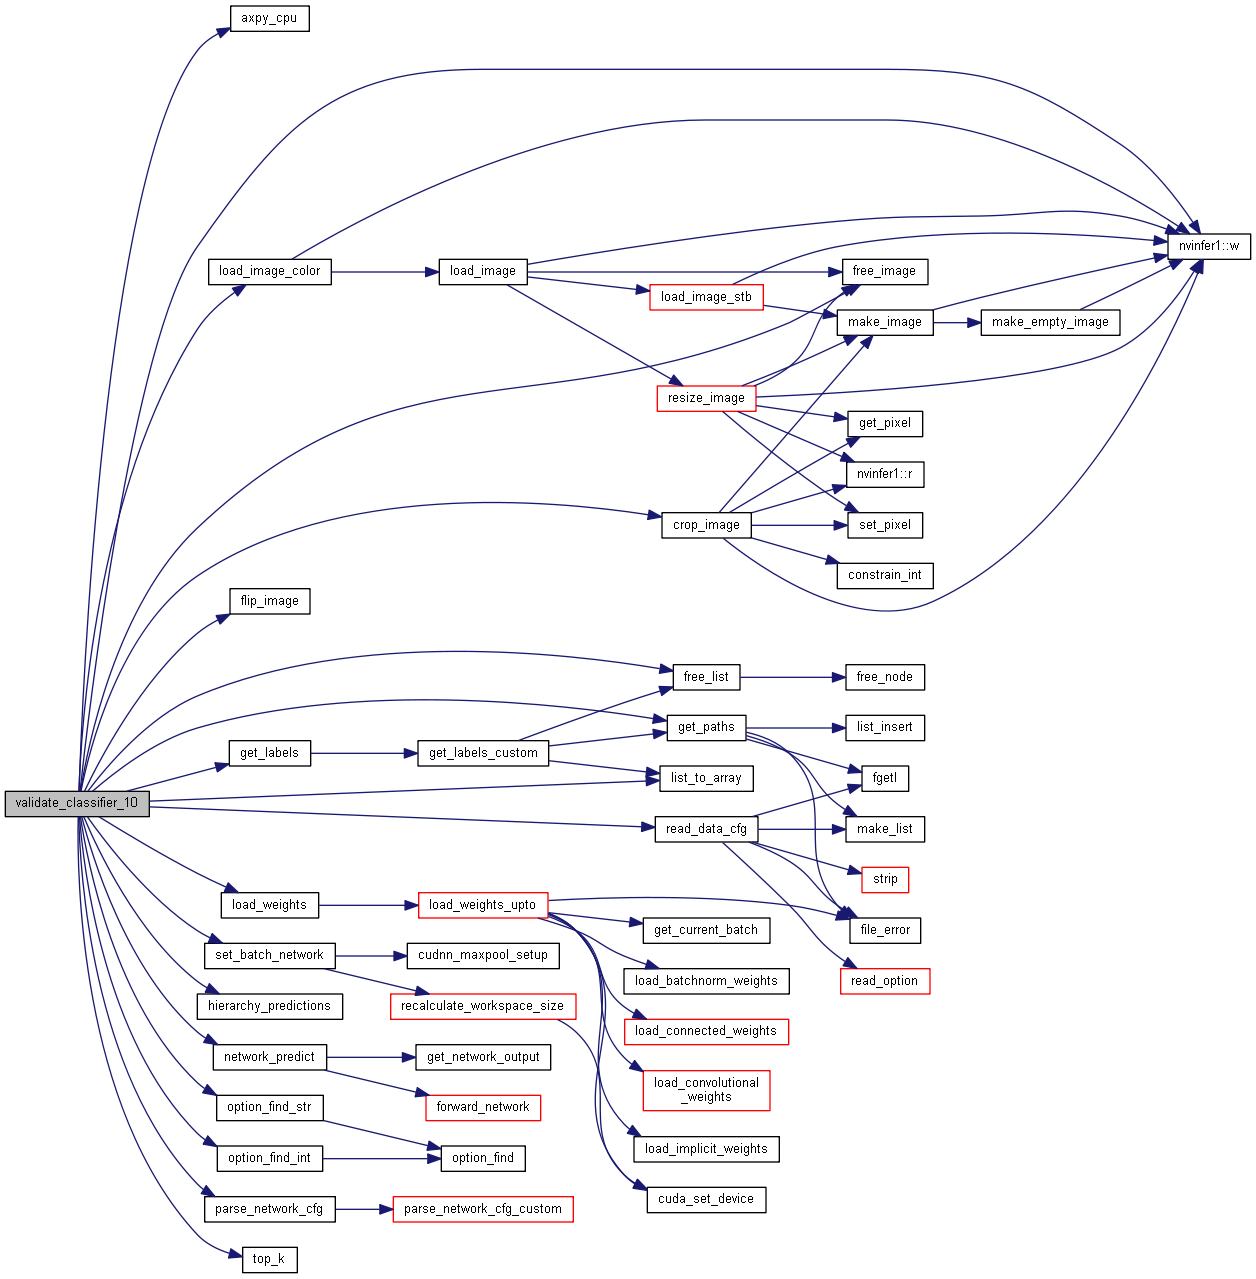 axpy_cpu
nvinfer1::w
load_image_color
load_image
free_image
load_image_stb
make_image
make_empty_image
resize_image
get_pixel
nvinfer1::r
crop_image
set_pixel
constrain_int
flip_image
free_list
free_node
get_paths
list_insert
get_labels
get_labels_custom
list_to_array
fgetl
validate_classifier_10
read_data_cfg
make_list
strip
load_weights
load_weights_upto
get_current_batch
file_error
set_batch_network
cudnn_maxpool_setup
load_batchnorm_weights
read_option
hierarchy_predictions
recalculate_workspace_size
load_connected_weights
network_predict
get_network_output
load_convolutional
_weights
option_find_str
forward_network
option_find_int
option_find
load_implicit_weights
parse_network_cfg
parse_network_cfg_custom
cuda_set_device
top_k